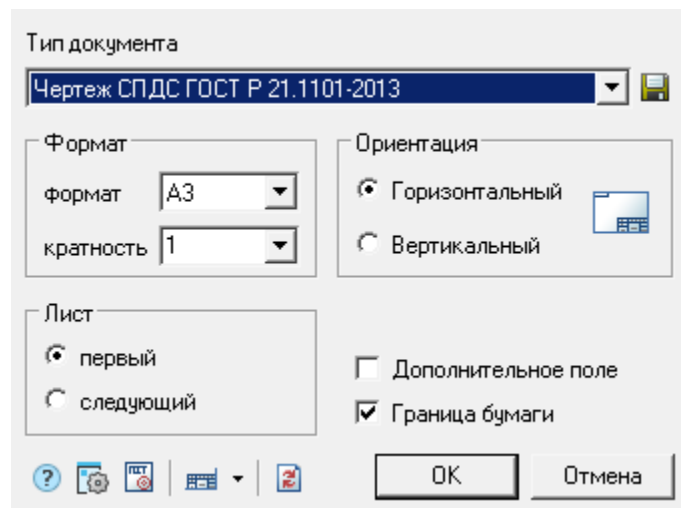 Тип документа
Чертеж СПДС ГОСТ Р 21.1101-2013
Формат
формат А3
кратность 1
Ориентация
Горизонтальный
Вертикальный
Лист
первый
следующий
Дополнительное поле
Граница бумаги
OK Отмена